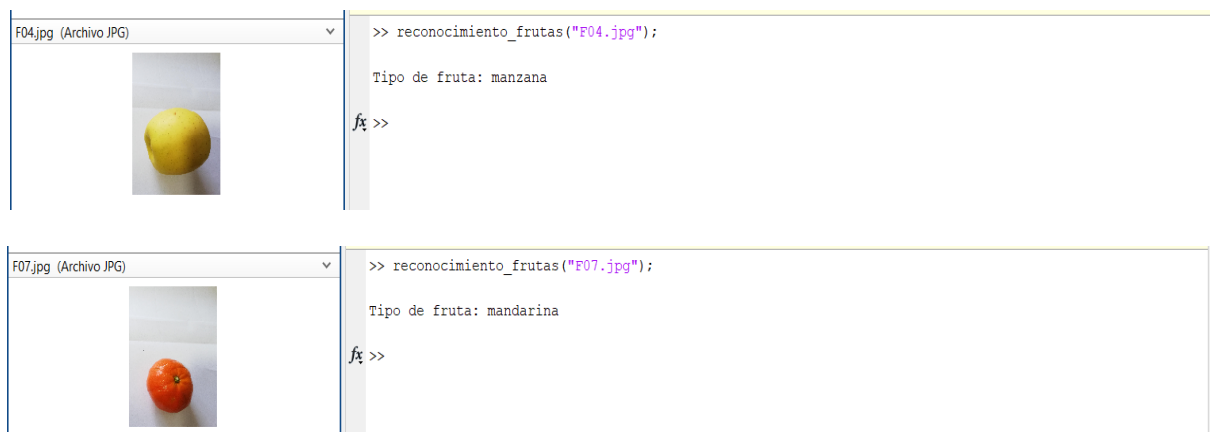 F04.jpg (Archivo JPG)
>> reconocimiento_frutas("F04.jpg");
Tipo de fruta: manzana
fx >>
F07.jpg (Archivo JPG)
>> reconocimiento_frutas("F07.jpg");
Tipo de fruta: mandarina
fx >>